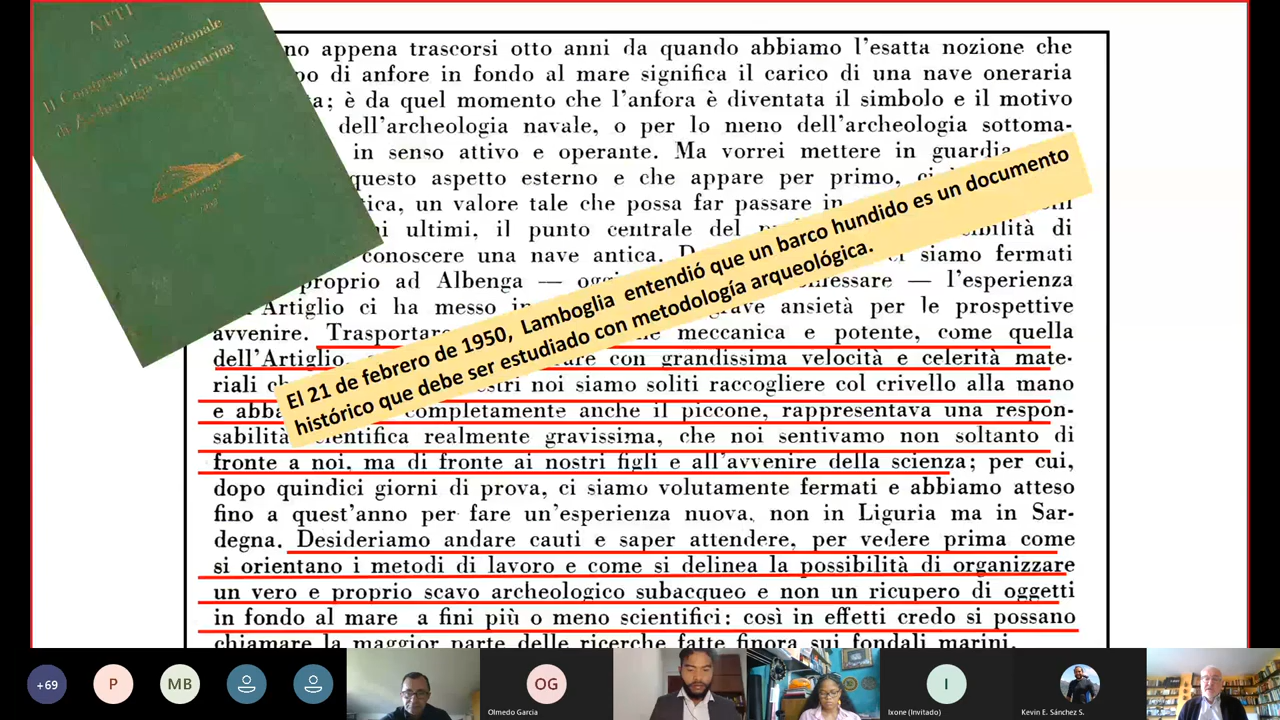 ATTI
del
II Congresso Internazionale
di Archeologia Sottomarina
Albenga
no appena trascorsi otto anni da quando abbiamo l'esatta nozione che
po di anfore in fondo al mare significa il carico di una nave oneraria
ta; è da quel momento che l'anfora è diventata il simbolo e il motivo
dell'archeologia navale, o per lo meno dell'archeologia sottoma-
in senso attivo e operante. Ma vorrei mettere in guardia
questo aspetto esterno e che appare per primo,
tica, un valore tale che possa far passare in
ni ultimi, il punto centrale del
conoscere una nave antica. siamo fermati
proprio ad Albenga — l'esperienza
Artiglio ci ha messo in grave ansietà per le prospettive
avvenire. Trasportare meccanica e potente, come quella
dell'Artiglio, con grandissima velocità e celerità mate-
riali noi siamo soliti raccogliere col crivello alla mano
e completamente anche il piccone, rappresentava una respon-
sabilità scientifica realmente gravissima, che noi sentivamo non soltanto di
fronte a noi, ma di fronte ai nostri figli e all'avvenire della scienza; per cui,
dopo quindici giorni di prova, ci siamo volutamente fermati e abbiamo atteso
fino a quest'anno per fare un'esperienza nuova, non in Liguria ma in Sar-
degna. Desideriamo andare cauti e saper attendere, per vedere prima come
si orientano i metodi di lavoro e come si delinea la possibilità di organizzare
un vero e proprio scavo archeologico subacqueo e non un ricupero di oggetti
in fondo al mare a fini più o meno scientifici: così in effetti credo si possano
chiamare la maggior parte delle ricerche fatte finora sui fondali marini.
El 21 de febrero de 1950, Lamboglia entendió que un barco hundido es un documento
histórico que debe ser estudiado con metodología arqueológica.
+69
P
MB
OG
Olmedo Garcia
I
Ixone (Invitado)
Kevin E. Sánchez S.